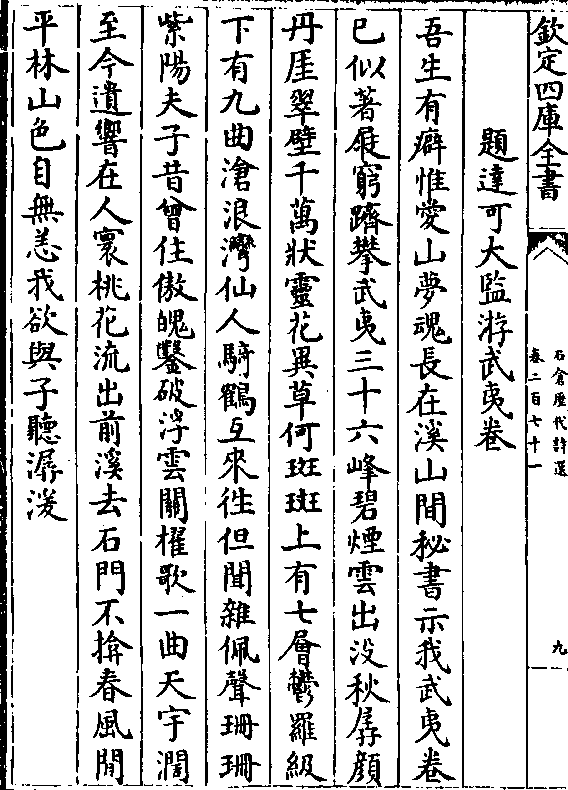 欽定四庫全書
石倉歷代詩選
卷二百七十一
九
題達可大監游武夷卷
吾生有癖惟愛山夢魂長在溪山間秘書示我武夷卷
已似著屐窮躋攀武夷三十六峰碧煙雲出没秋孱顔
丹厓翠壁千萬狀靈花異草何斑斑上有七層鬱羅級
下有九曲滄浪灣仙人騎鶴互來往但聞雜佩聲珊珊
紫陽夫子昔曾住傲睨鑿破浮雲關櫂歌一曲天宇濶
至今遺響在人寰桃花流出前溪去石門不揜春風閒
平林山色自無恙我欲與子聽潺湲